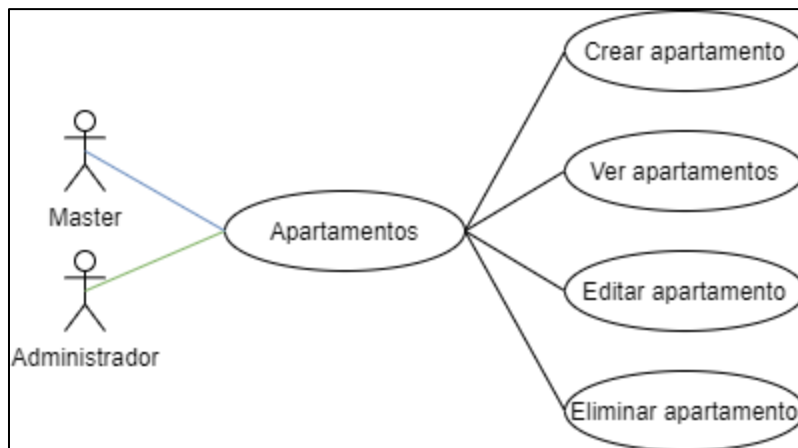 Crear apartamento
Ver apartamentos
Master
Apartamentos
Editar apartamento
Administrador
Eliminar apartamento